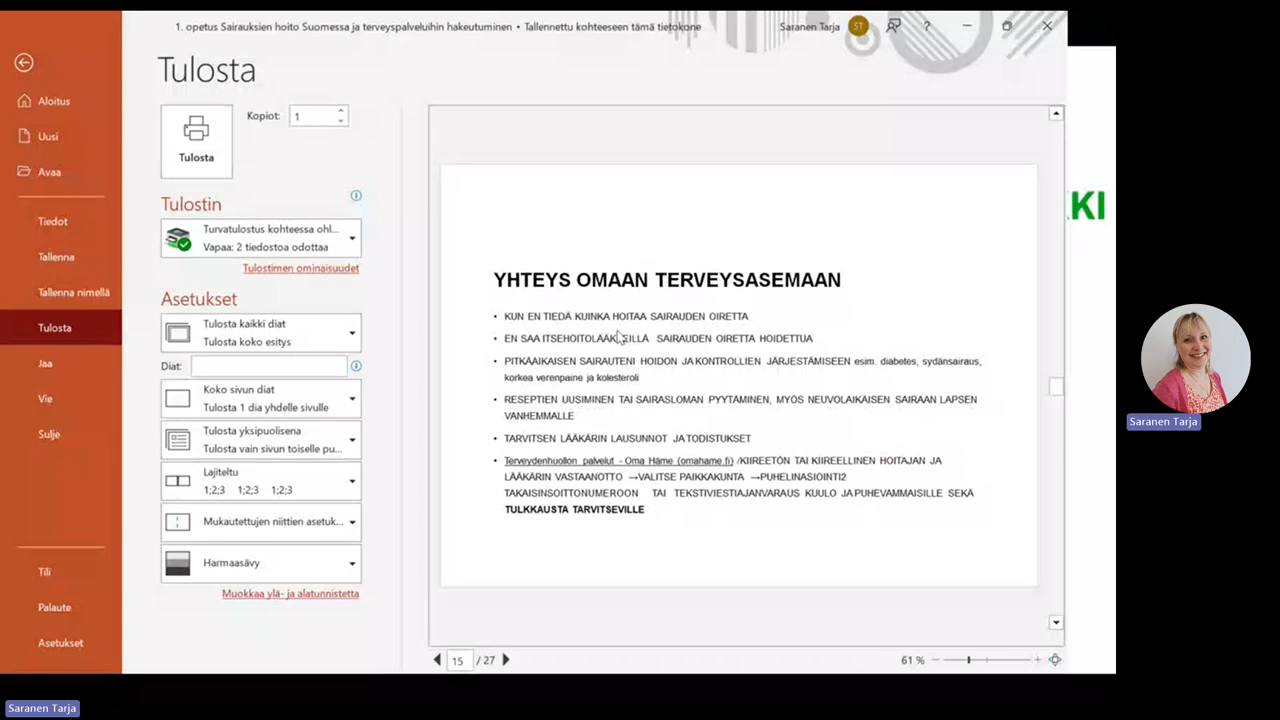 1. opetus Sairauksien hoito Suomessa ja terveyspalveluihin hakeutuminen • Tallennettu kohteeseen tämä tietokone
Saranen Tarja
ST
?
Tulosta
Aloitus
Uusi
Avaa
Tiedot
Tallenna
Tallenna nimellä
Tulosta
Jaa
Vie
Sulje
Tili
Palaute
Asetukset
Tulosta
Kopiot:
1
Tulostin
Turvatulostus kohteessa ohl...
Vapaa: 2 tiedostoa odottaa
Tulostimen ominaisuudet
Asetukset
Tulosta kaikki diat
Tulosta koko esitys
Diat:
Koko sivun diat
Tulosta 1 dia yhdelle sivulle
Tulosta yksipuolisena
Tulosta vain sivun toiselle pu...
Lajiteltu
1;2;3 1;2;3 1;2;3
Mukautettujen niittien asetuk...
Harmaasävy
Muokkaa ylä- ja alatunnistetta
YHTEYS OMAAN TERVEYSASEMAAN
• KUN EN TIEDÄ KUINKA HOITAA SAIRAUDEN OIRETTA
• EN SAA ITSEHOITOLÄÄKKEILLÄ SAIRAUDEN OIRETTA HOIDETTUA
• PITKÄAIKAISEN SAIRAUTENI HOIDON JA KONTROLLIEN JÄRJESTÄMISEEN esim. diabetes, sydänsairaus,
korkea verenpaine ja kolesteroli
• RESEPTIEN UUSIMINEN TAI SAIRASLOMAN PYYTÄMINEN, MYÖS NEUVOLAIKÄISEN SAIRAAN LAPSEN
VANHEMMALLE
• TARVITSEN LÄÄKÄRIN LAUSUNNOT JA TODISTUKSET
• Terveydenhuollon palvelut - Oma Häme (omahame.fi) /KIIREETÖN TAI KIIREELLINEN HOITAJAN JA
LÄÄKÄRIN VASTAANOTTO →VALITSE PAIKKAKUNTA →PUHELINASIOINTI2
TAKAISINSOITTONUMEROON TAI TEKSTIVIESTIAJANVARAUS KUULO JA PUHEVAMMAISILLE SEKÄ
TULKKAUSTA TARVITSEVILLE
15 / 27
61 %
KI
Saranen Tarja
Saranen Tarja